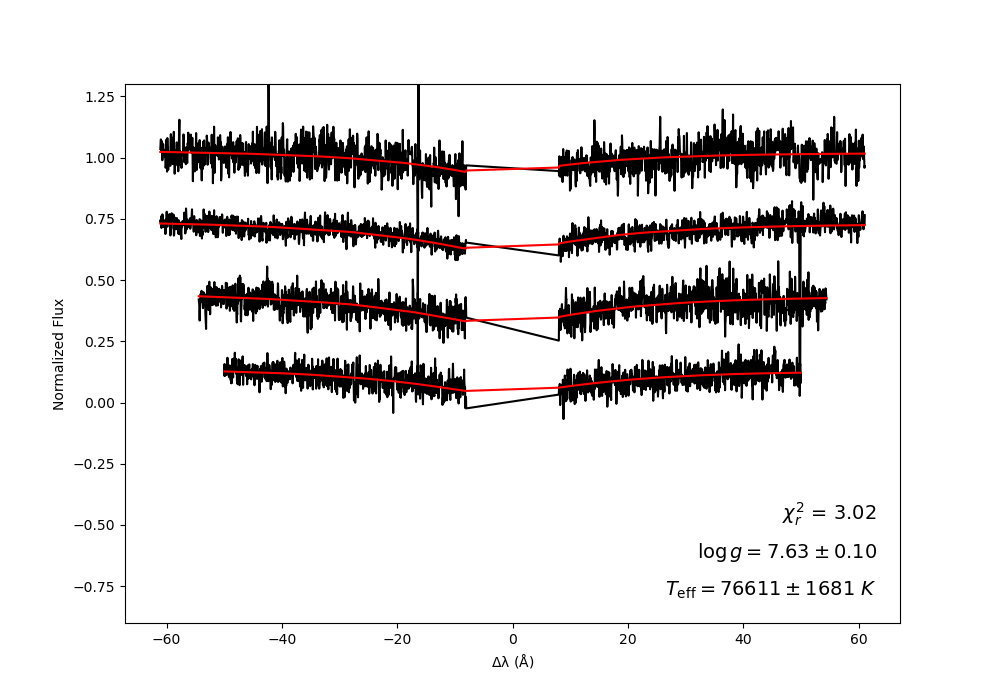 1.25
1.00
0.75
0.50
0.25
0.00
−0.25
−0.50
−0.75
Normalized Flux
χ²ᵣ = 3.02
log g = 7.63 ± 0.10
T_eff = 76611 ± 1681 K
−60 −40 −20 0 20 40 60
Δλ (Å)